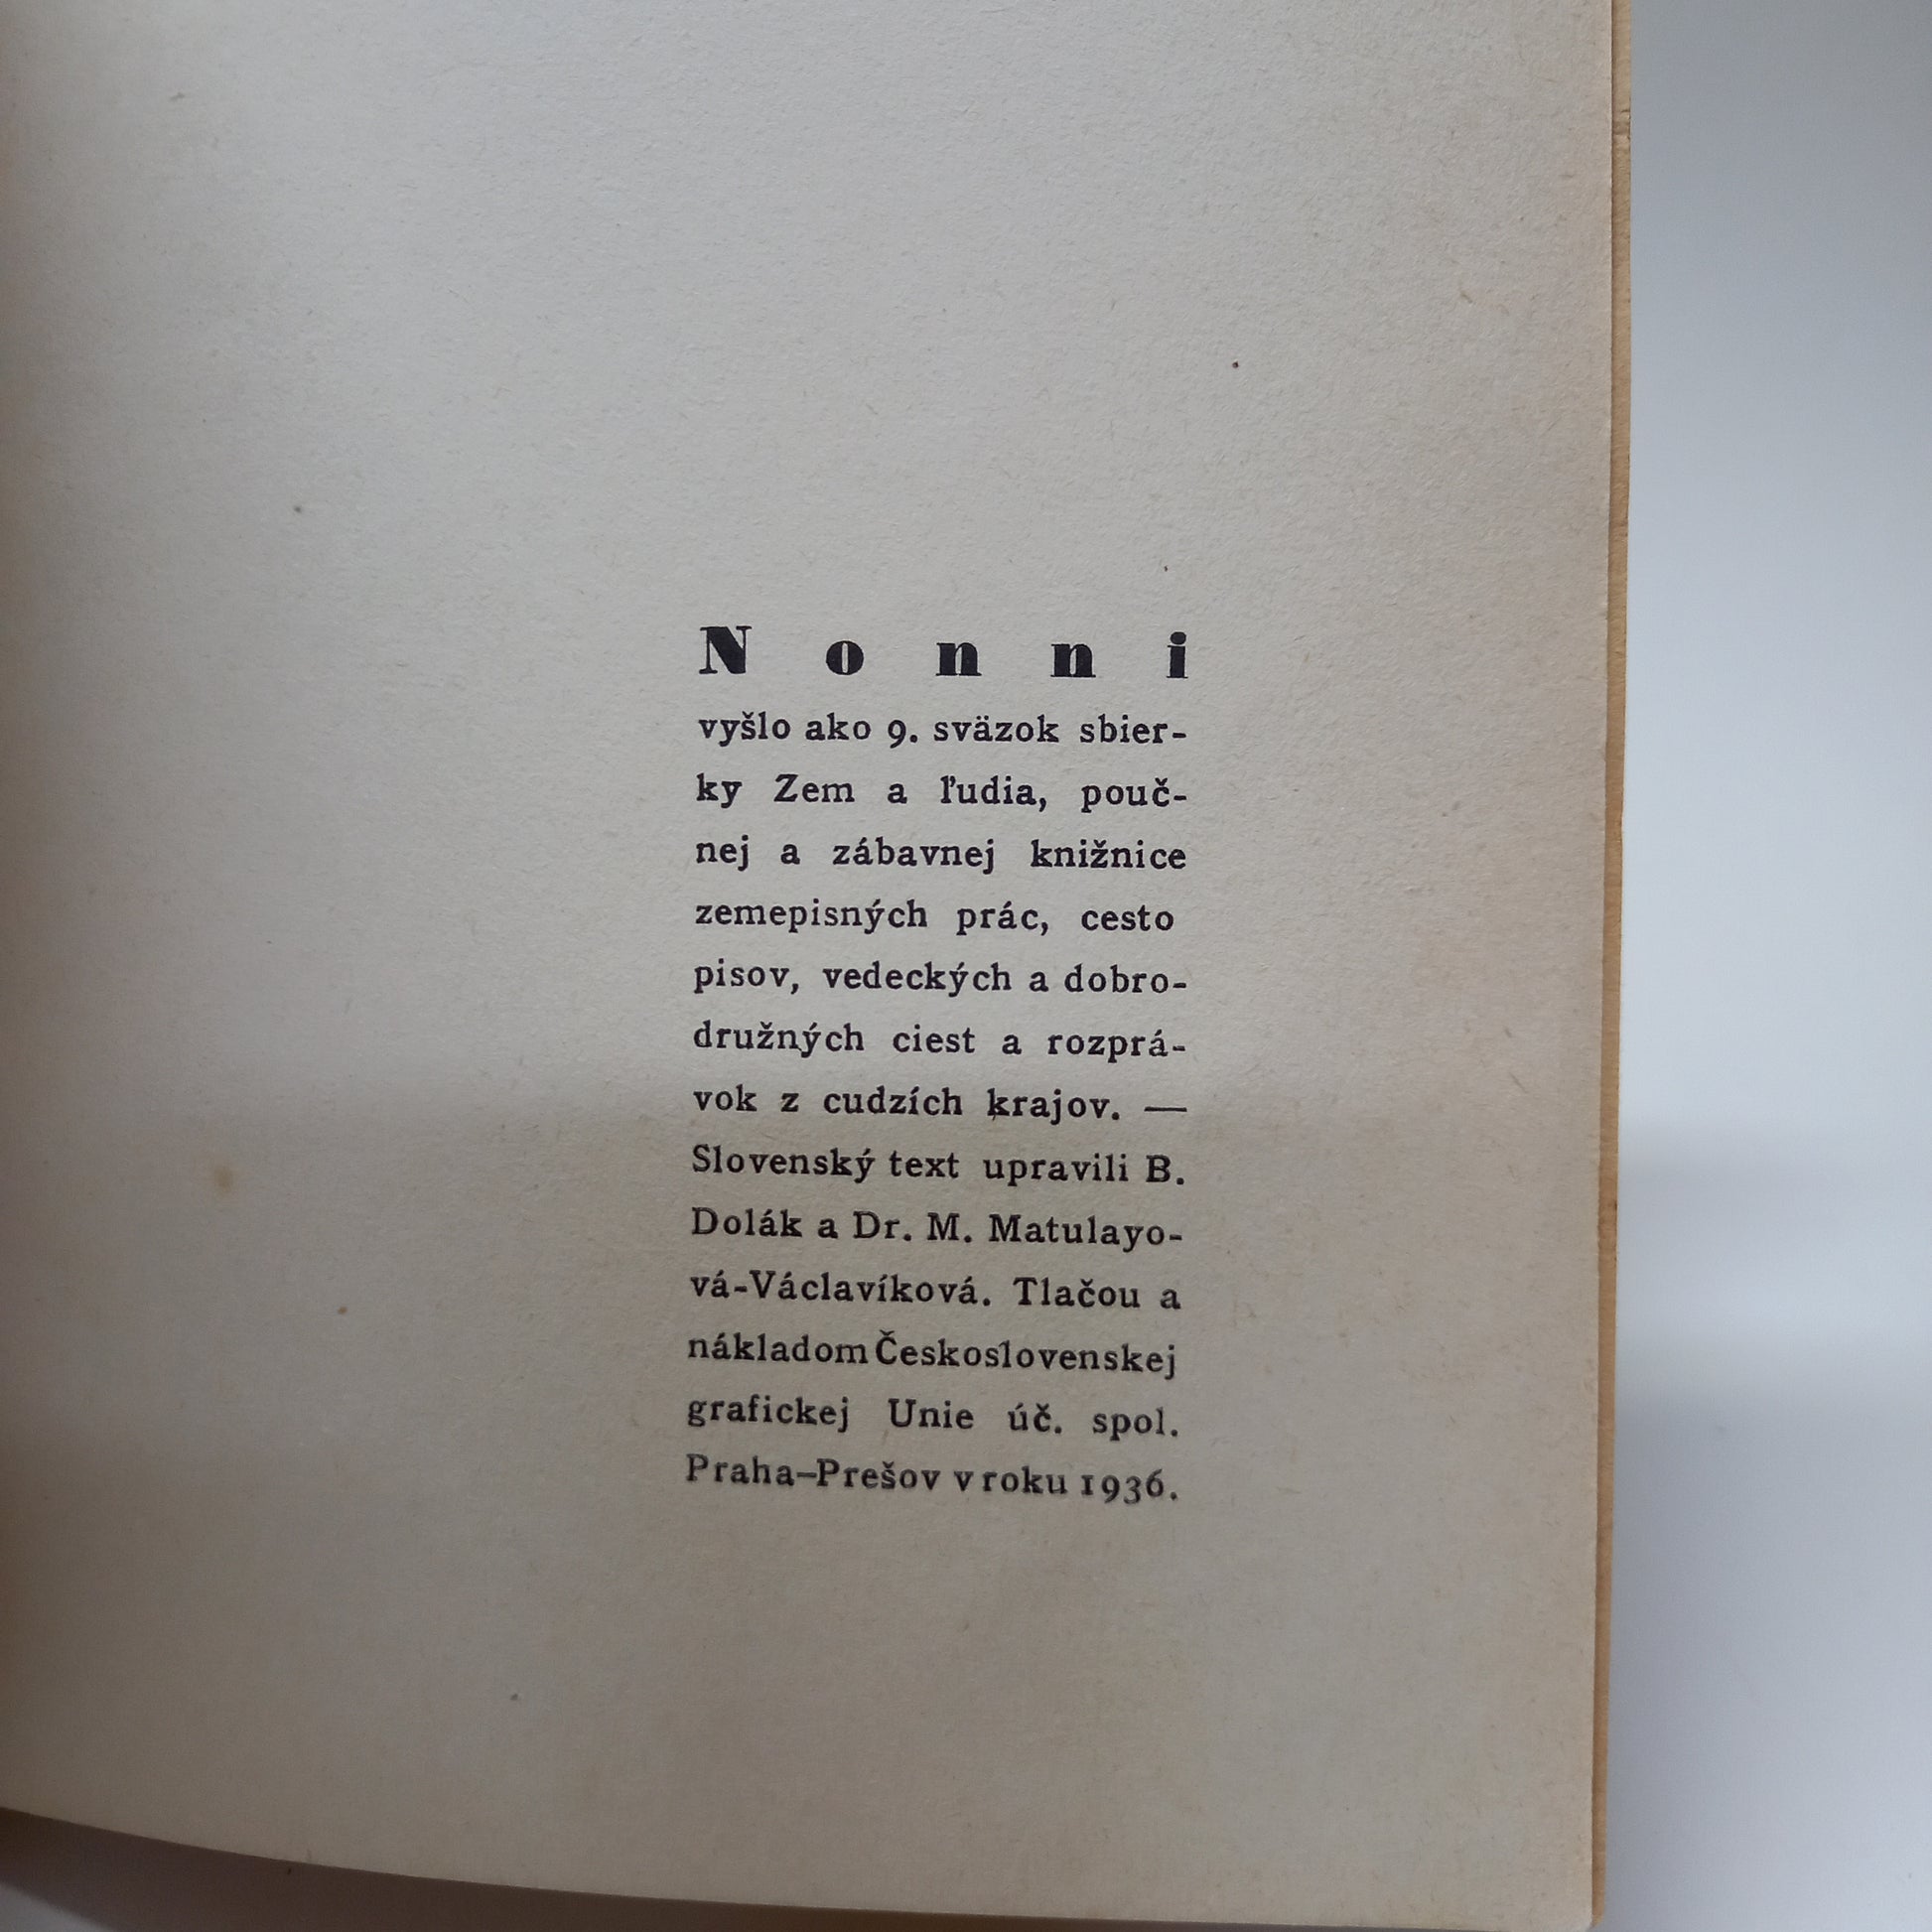 Nonni
vyšlo ako 9. sväzok sbier-
ky Zem a ľudia, pouč-
nej a zábavnej knižnice
zemepisných prác, cesto
pisov, vedeckých a dobro-
družných ciest a rozprá-
vok z cudzích krajov. —
Slovenský text upravili B.
Dolák a Dr. M. Matulayo-
vá-Václavíková. Tlačou a
nákladom Československej
grafickej Unie úč. spol.
Praha–Prešov v roku 1936.